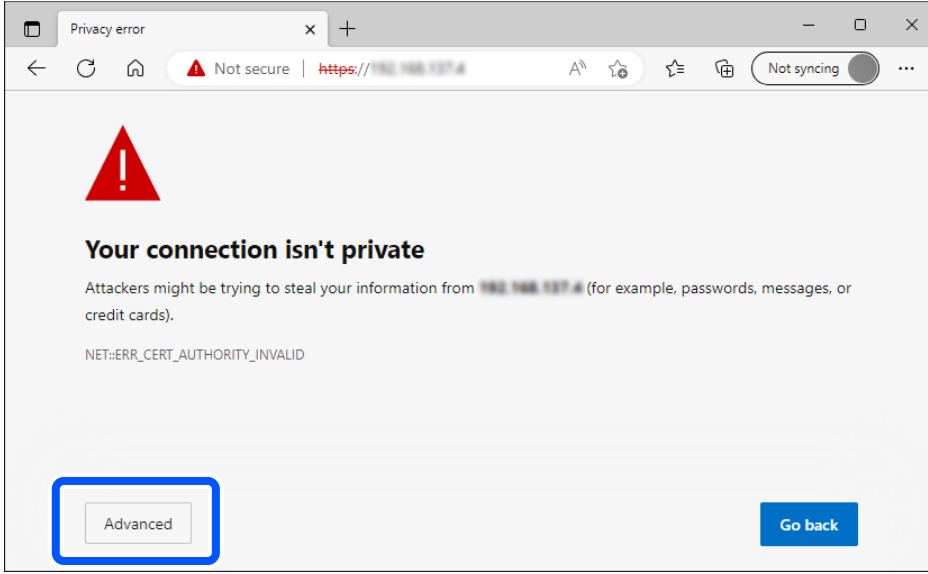 Privacy error
Not secure | https://
Not syncing
Your connection isn't private
Attackers might be trying to steal your information from (for example, passwords, messages, or
credit cards).
NET::ERR_CERT_AUTHORITY_INVALID
Advanced
Go back